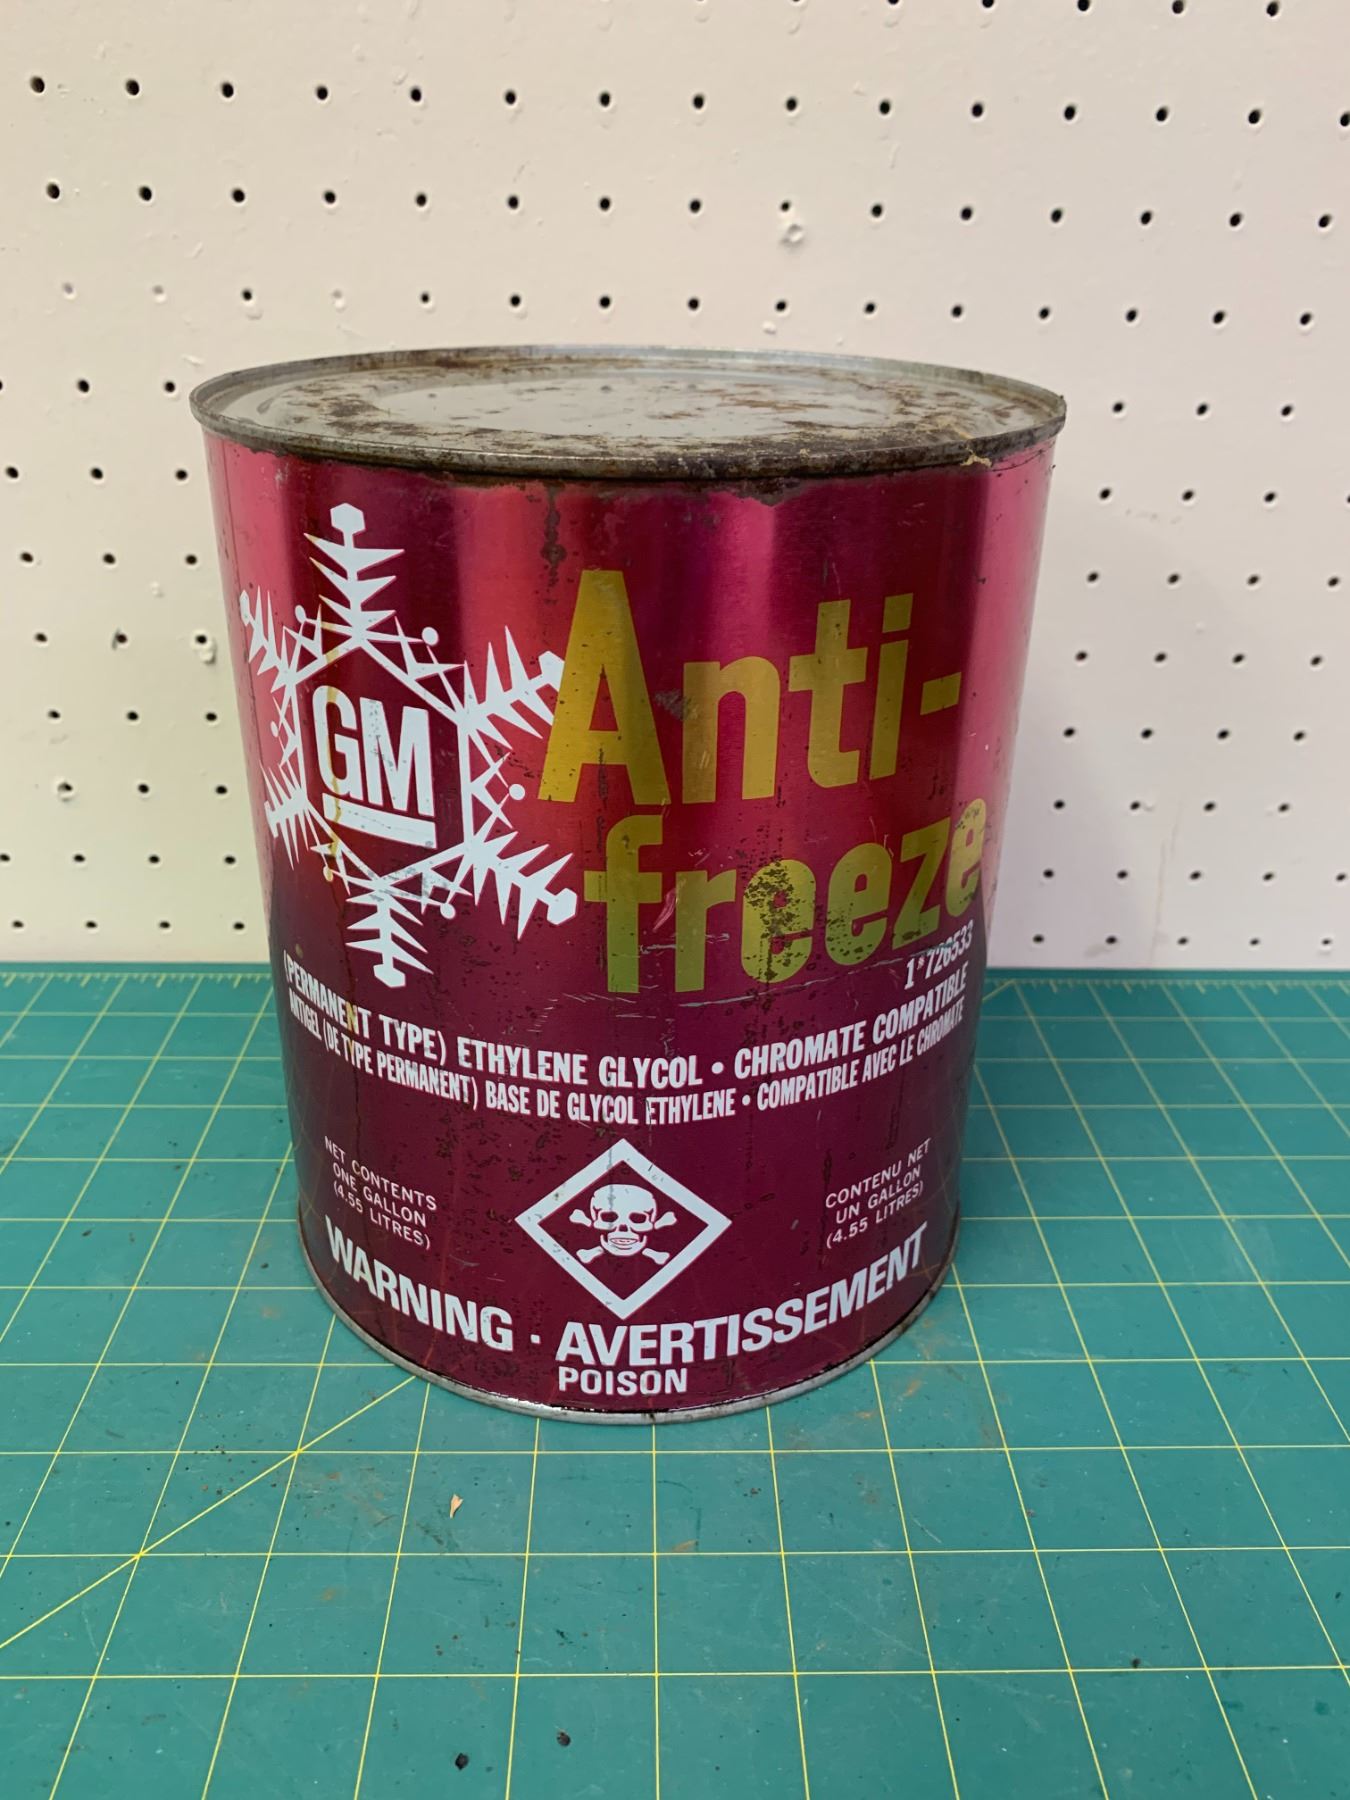 GM
Anti-
freeze
1*726533
(PERMANENT TYPE) ETHYLENE GLYCOL • CHROMATE COMPATIBLE
ANTIGEL (DE TYPE PERMANENT) BASE DE GLYCOL ETHYLENE • COMPATIBLE AVEC LE CHROMATE
NET CONTENTS
ONE GALLON
(4.55 LITRES)
CONTENU NET
UN GALLON
(4.55 LITRES)
WARNING · AVERTISSEMENT
POISON